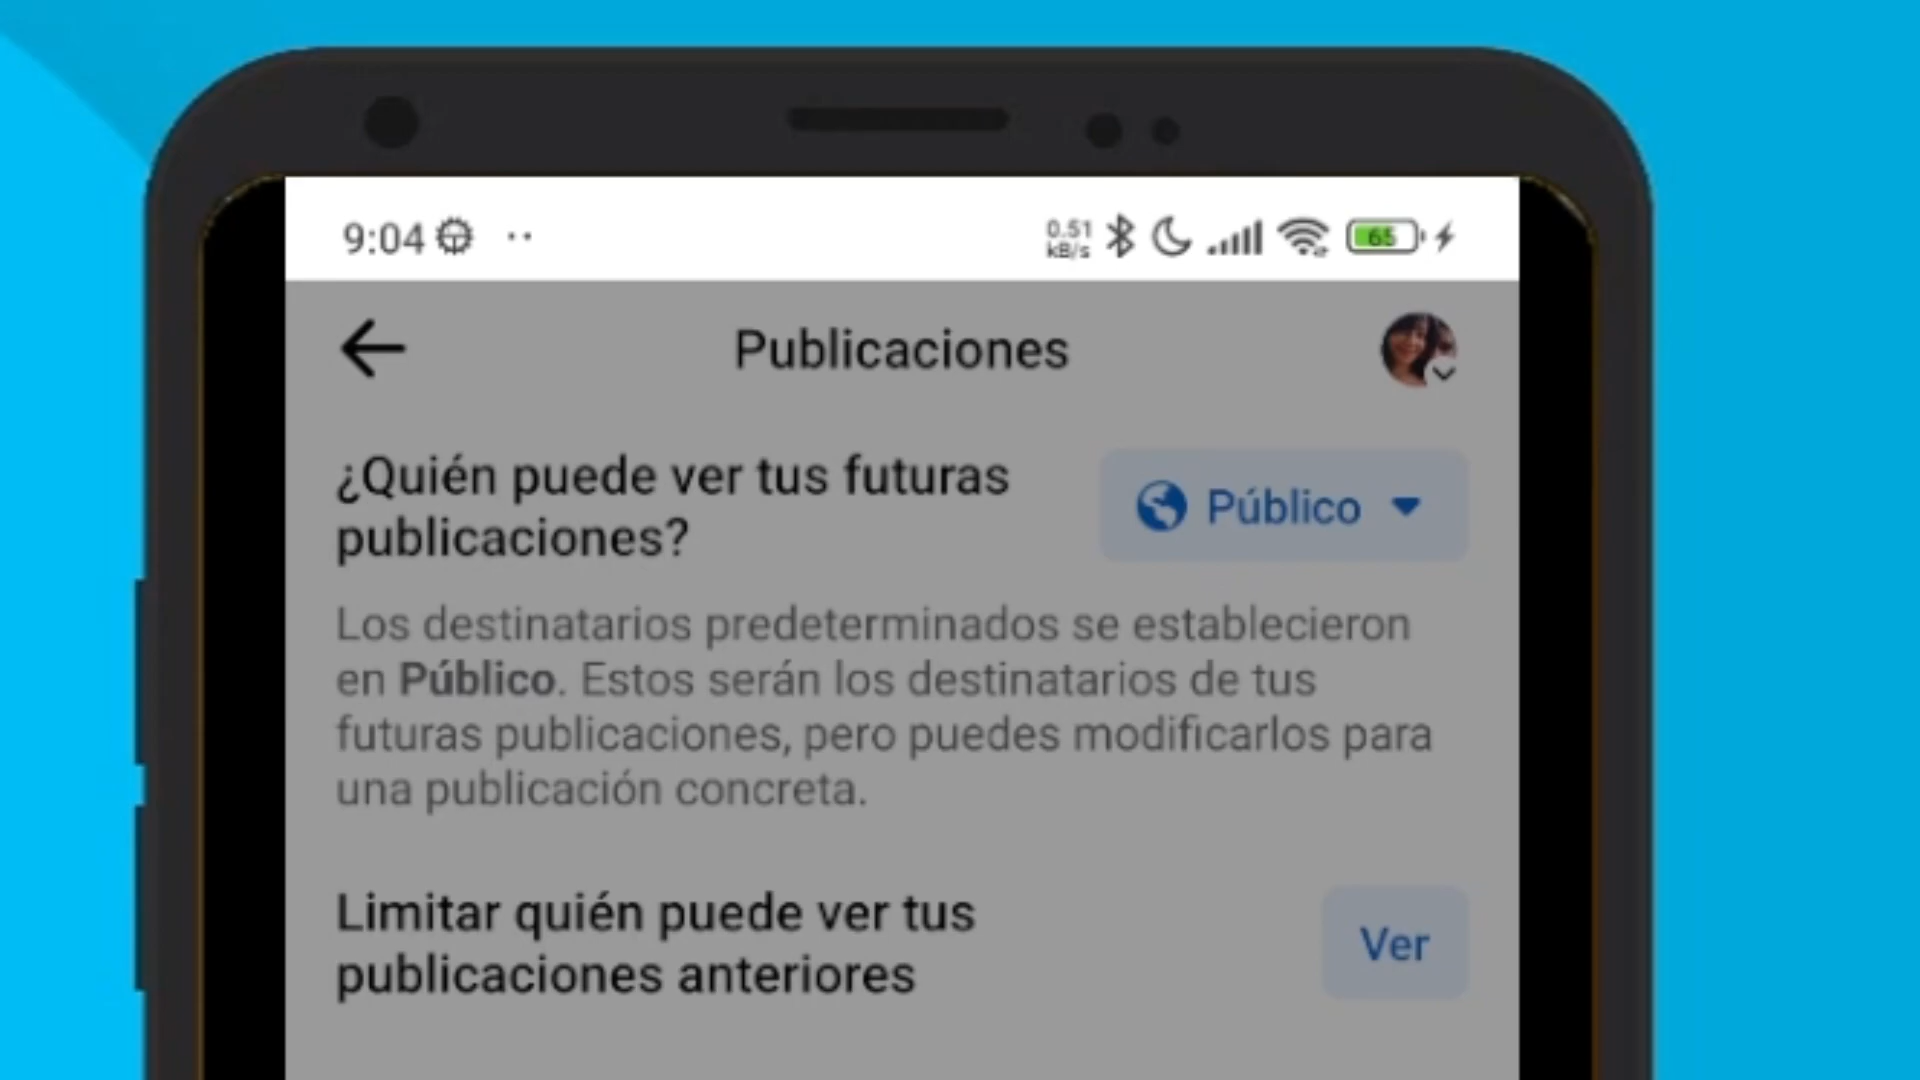 9:04
0.51
kB/s
65
Publicaciones
¿Quién puede ver tus futuras
publicaciones?
Público
Los destinatarios predeterminados se establecieron
en Público. Estos serán los destinatarios de tus
futuras publicaciones, pero puedes modificarlos para
una publicación concreta.
Limitar quién puede ver tus
publicaciones anteriores
Ver